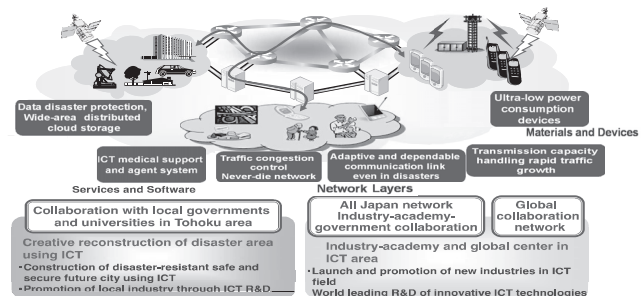 Data disaster protection,
Wide-area distributed
cloud storage
Ultra-low power
consumption
devices
Materials and Devices
ICT medical support
and agent system
Traffic congestion
control
Never-die network
Adaptive and dependable
communication link
even in disasters
Transmission capacity
handling rapid traffic
growth
Services and Software
Network Layers
Collaboration with local governments
and universities in Tohoku area
All Japan network
Industry-academy-
government collaboration
Global
collaboration
network
Creative reconstruction of disaster area
using ICT
•Construction of disaster-resistant safe and
secure future city using ICT
•Promotion of local industry through ICT R&D
Industry-academy and global center in
ICT area
•Launch and promotion of new industries in ICT
field
World leading R&D of innovative ICT technologies